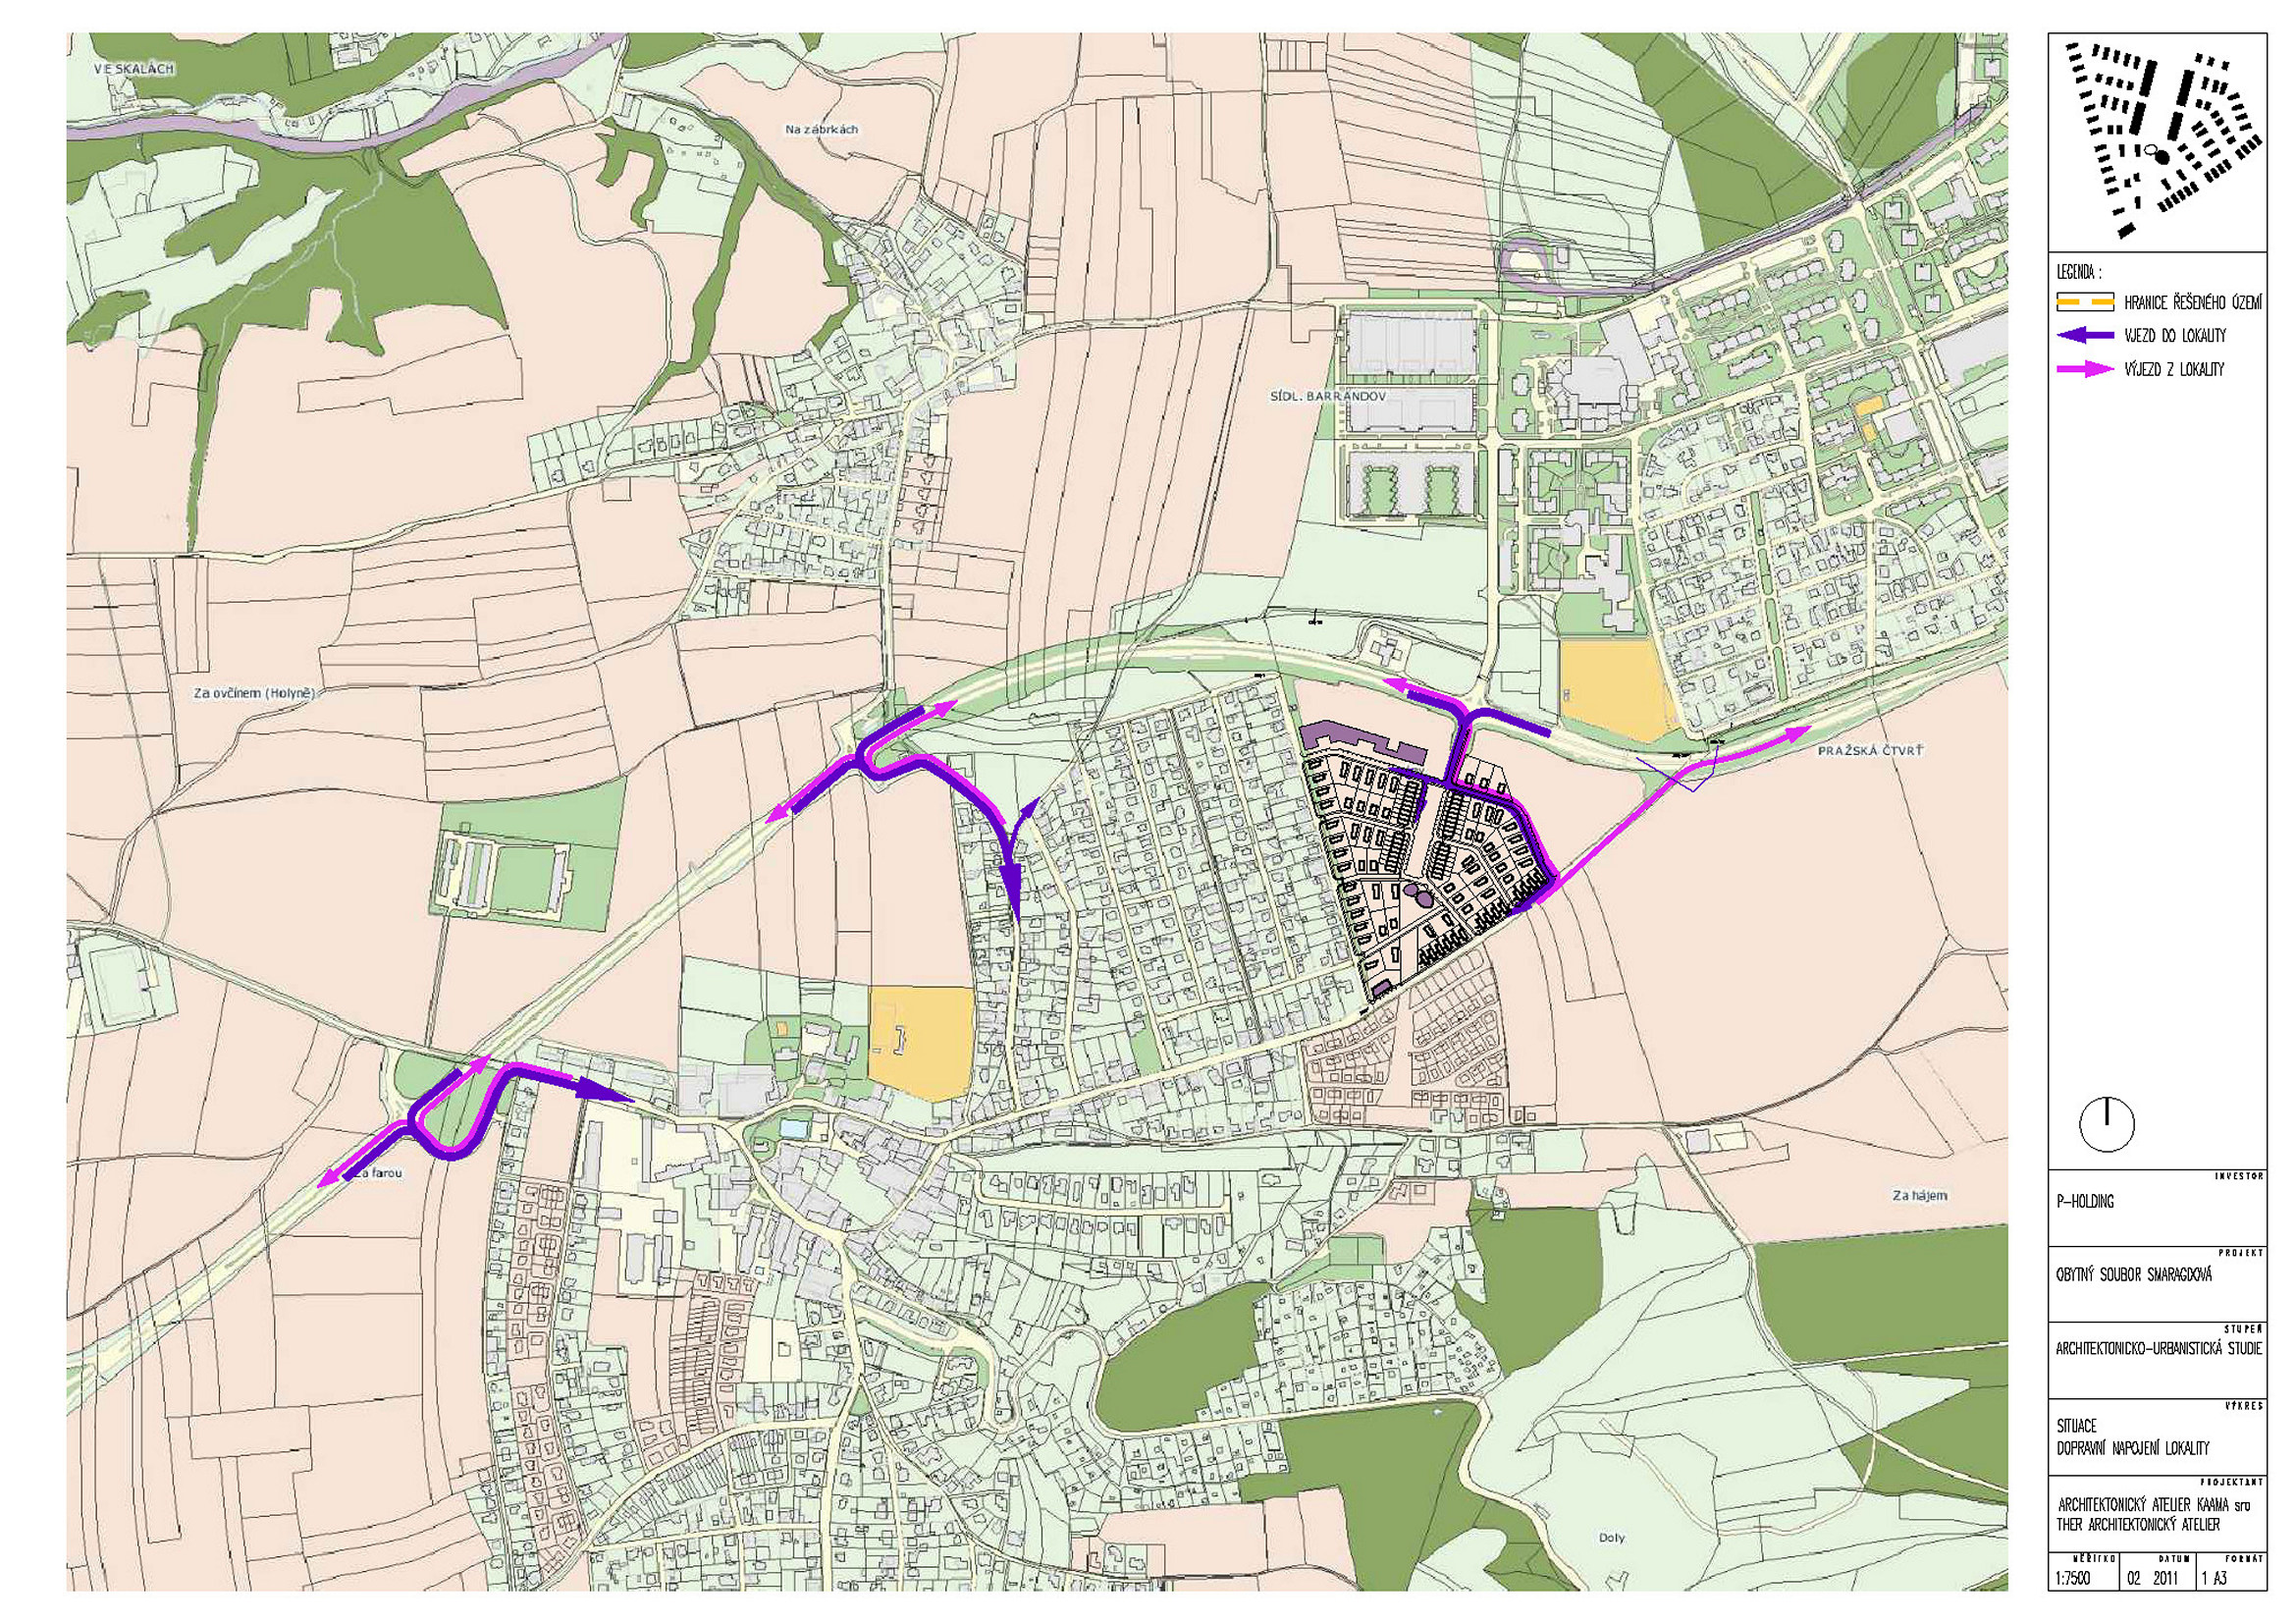 VE SKALÁCH
Na zábrkách
SÍDL. BARRANDOV
Za ovčínem (Holyně)
PRAŽSKÁ ČTVRŤ
Za farou
Za hájem
Doly
LEGENDA :
HRANICE ŘEŠENÉHO ÚZEMÍ
VJEZD DO LOKALITY
VÝJEZD Z LOKALITY
INVESTOR
P-HOLDING
PROJEKT
OBYTNÝ SOUBOR SMARAGDOVÁ
STUPEŇ
ARCHITEKTONICKO-URBANISTICKÁ STUDIE
VÝKRES
SITUACE
DOPRAVNÍ NAPOJENÍ LOKALITY
PROJEKTANT
ARCHITEKTONICKÝ ATELIER KAAMA sro
THER ARCHITEKTONICKÝ ATELIER
MĚŘÍTKO DATUM FORMÁT
1:7500 02 2011 1 A3